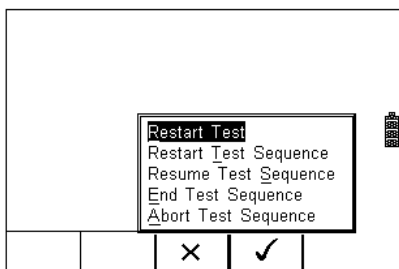 Restart Test
Restart Test Sequence
Resume Test Sequence
End Test Sequence
Abort Test Sequence